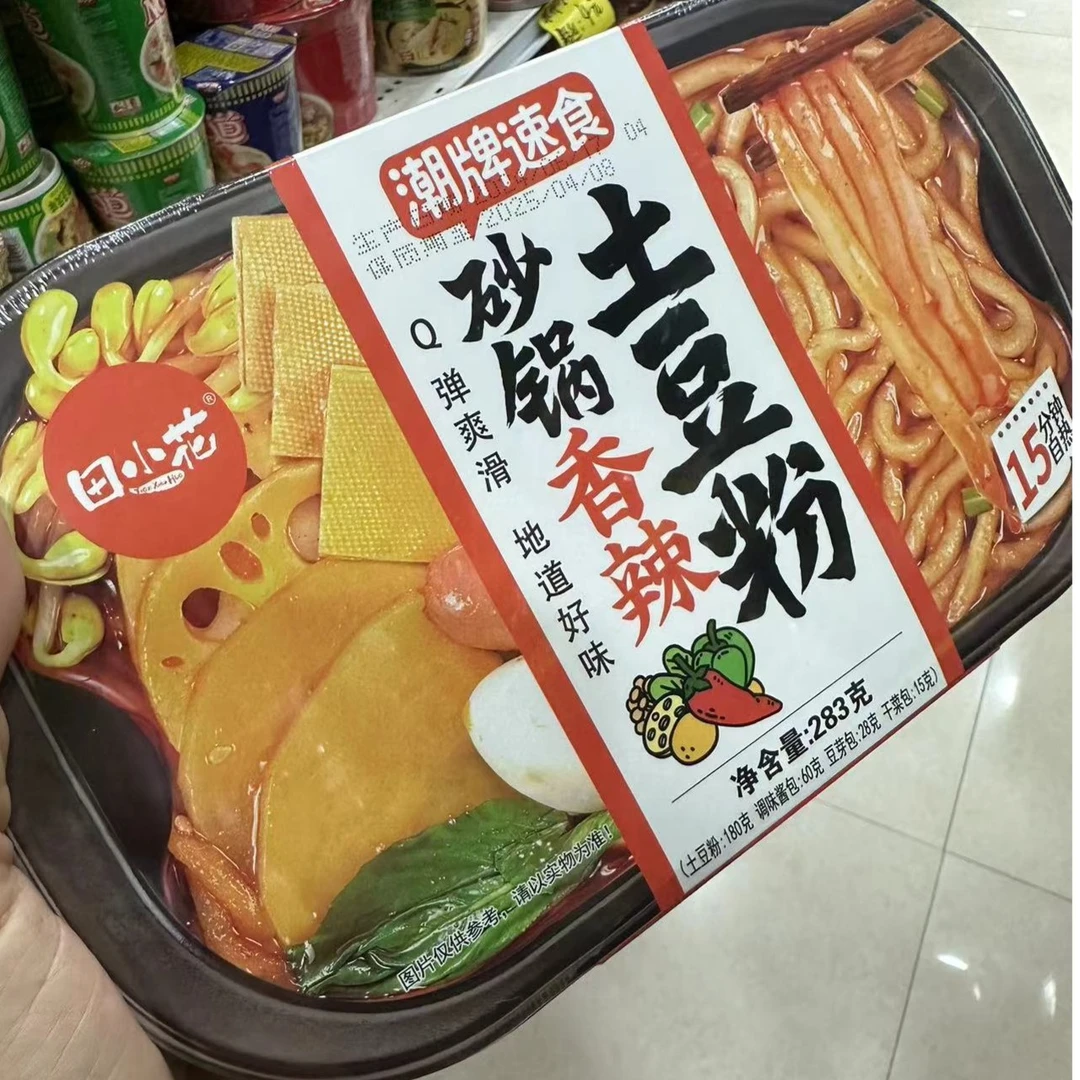 潮牌速食
保质期至 2025/04/08
土豆粉
砂锅香辣
Q弹爽滑 地道好味
田小花
®
15分钟
自热
净含量:283克
(土豆粉:180克 调味酱包:60克 豆芽包:28克 干菜包:15克)
图片仅供参考,请以实物为准!